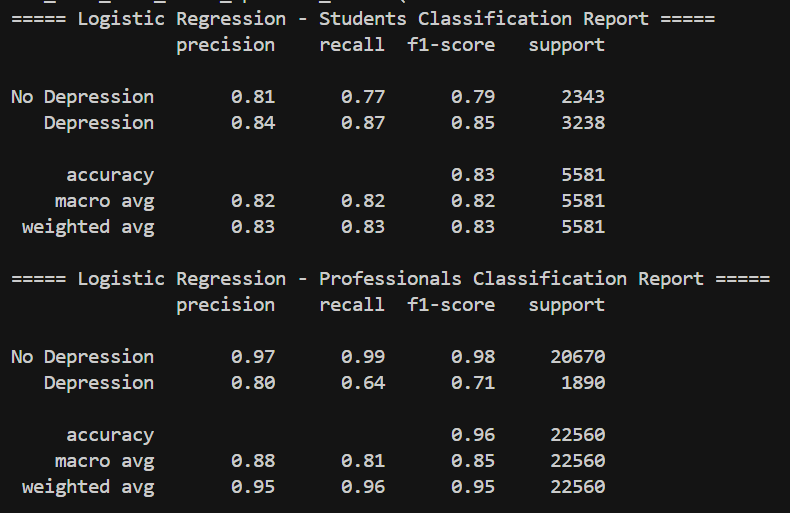 ===== Logistic Regression - Students Classification Report =====
precision recall f1-score support
No Depression 0.81 0.77 0.79 2343
Depression 0.84 0.87 0.85 3238
accuracy 0.83 5581
macro avg 0.82 0.82 0.82 5581
weighted avg 0.83 0.83 0.83 5581
===== Logistic Regression - Professionals Classification Report =====
precision recall f1-score support
No Depression 0.97 0.99 0.98 20670
Depression 0.80 0.64 0.71 1890
accuracy 0.96 22560
macro avg 0.88 0.81 0.85 22560
weighted avg 0.95 0.96 0.95 22560